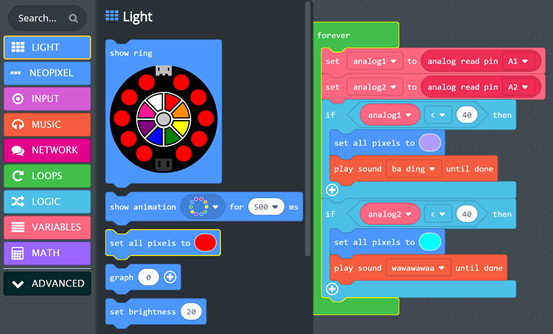 Search...
LIGHT
NEOPIXEL
INPUT
MUSIC
NETWORK
LOOPS
LOGIC
VARIABLES
MATH
ADVANCED
Light
show ring
show animation for 500 ms
set all pixels to
graph 0
set brightness 20
forever
set analog1 to analog read pin A1
set analog2 to analog read pin A2
if analog1 < 40 then
set all pixels to
play sound ba ding until done
if analog2 < 40 then
set all pixels to
play sound wawawawaa until done